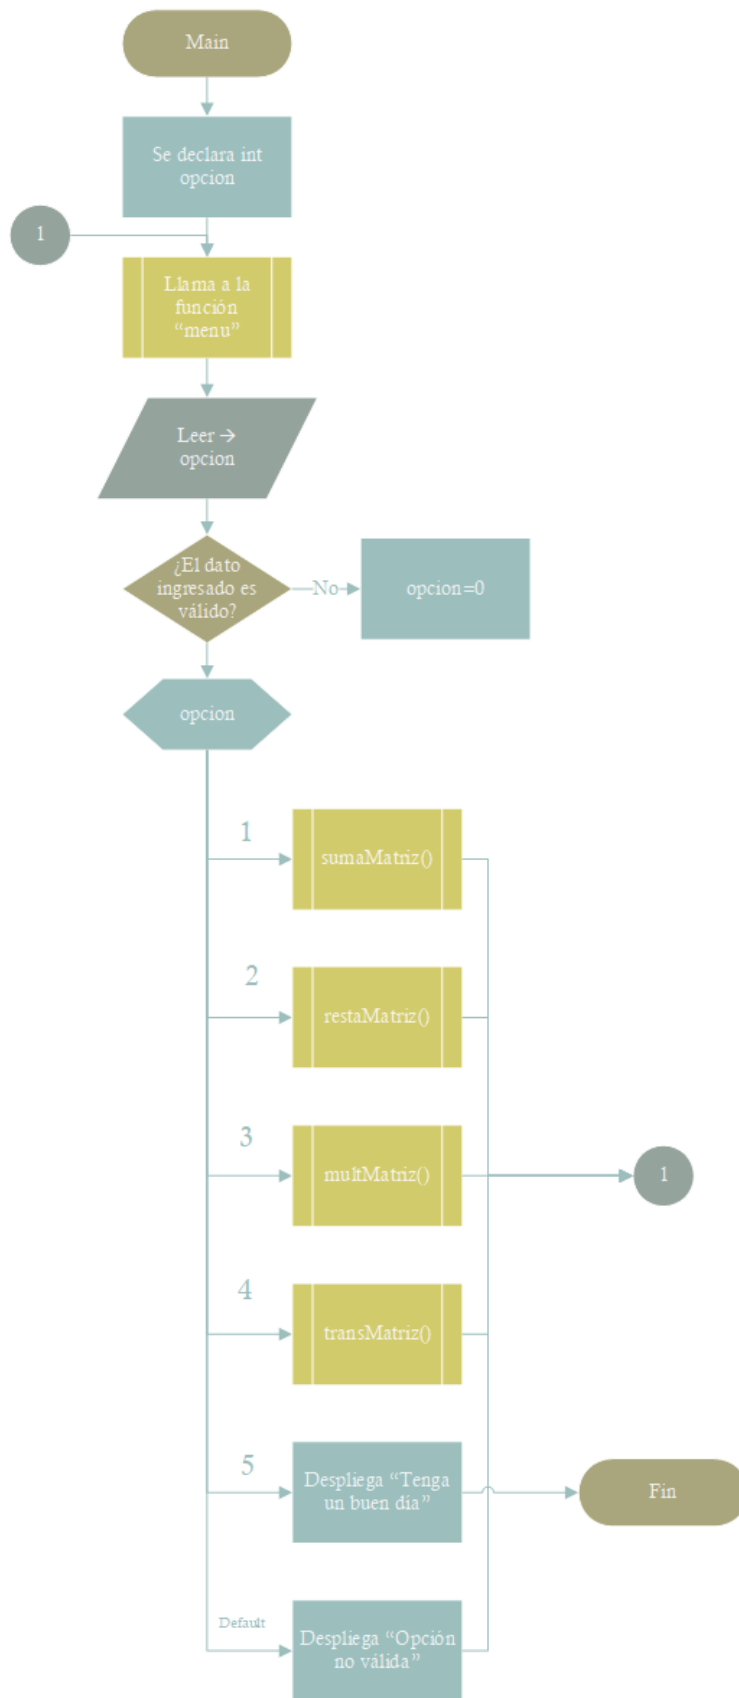 Main
Se declara int
opcion
1
Llama a la
función
“menu”
Leer →
opcion
¿El dato
ingresado es
válido?
No
opcion=0
opcion
1
sumaMatriz()
2
restaMatriz()
3
multMatriz()
1
4
transMatriz()
5
Despliega “Tenga
un buen día”
Fin
Default
Despliega “Opción
no válida”